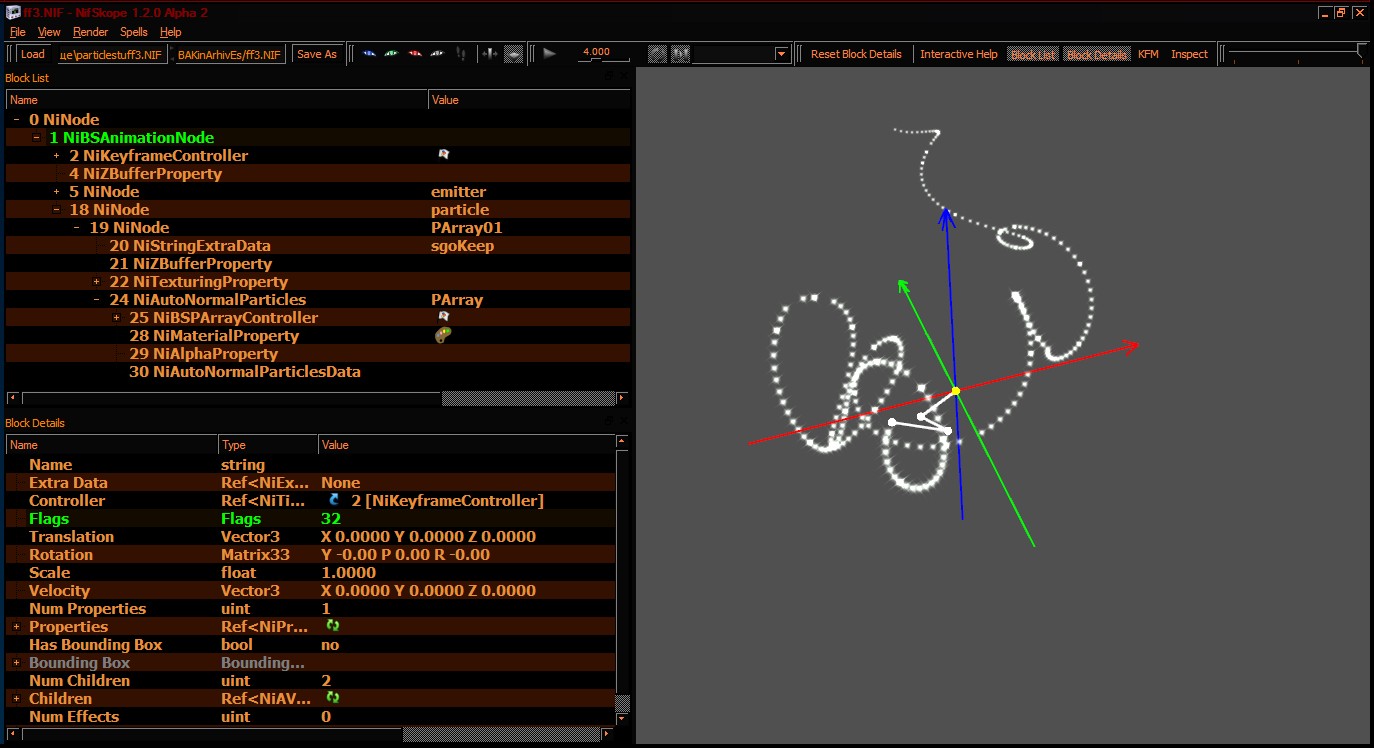 ff3.NIF - NifSkope 1.2.0 Alpha 2
File View Render Spells Help
Load це\particlestuff3.NIF BAKinArhivEs/ff3.NIF Save As 4.000 Reset Block Details Interactive Help Block List Block Details KFM Inspect
Block List
Name Value
0 NiNode
1 NiBSAnimationNode
2 NiKeyframeController
4 NiZBufferProperty
5 NiNode emitter
18 NiNode particle
19 NiNode PArray01
20 NiStringExtraData sgoKeep
21 NiZBufferProperty
22 NiTexturingProperty
24 NiAutoNormalParticles PArray
25 NiBSPArrayController
28 NiMaterialProperty
29 NiAlphaProperty
30 NiAutoNormalParticlesData
Block Details
Name Type Value
Name string
Extra Data Ref<NiEx... None
Controller Ref<NiTi... 2 [NiKeyframeController]
Flags Flags 32
Translation Vector3 X 0.0000 Y 0.0000 Z 0.0000
Rotation Matrix33 Y -0.00 P 0.00 R -0.00
Scale float 1.0000
Velocity Vector3 X 0.0000 Y 0.0000 Z 0.0000
Num Properties uint 1
Properties Ref<NiPr...
Has Bounding Box bool no
Bounding Box Bounding...
Num Children uint 2
Children Ref<NiAV...
Num Effects uint 0